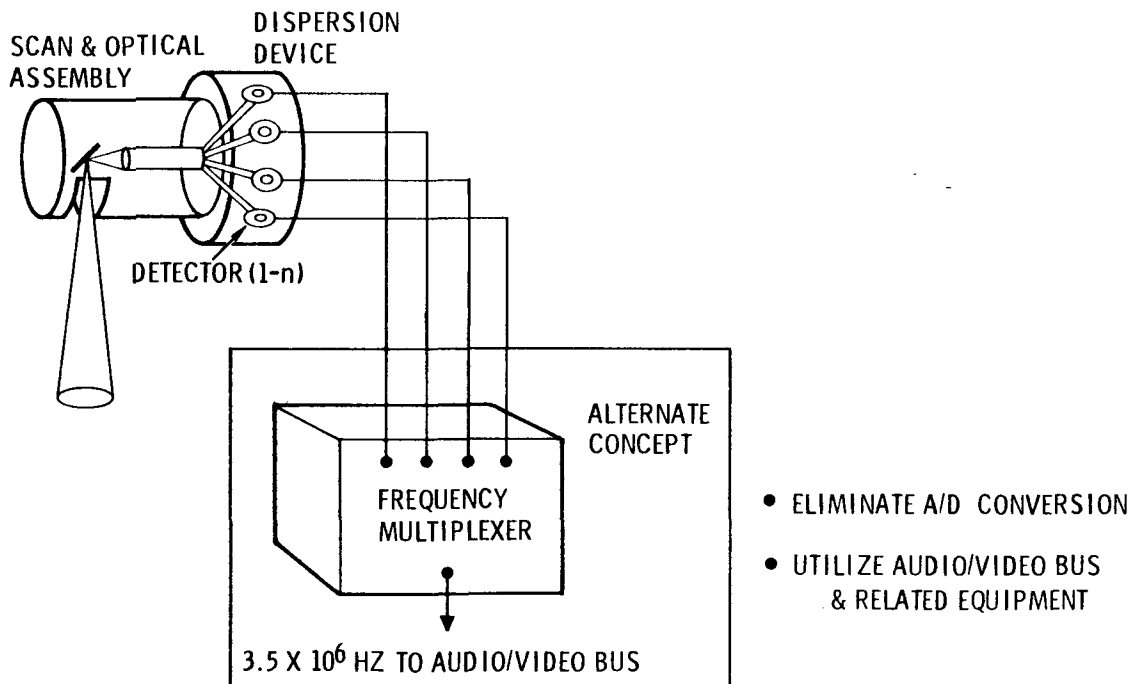 DISPERSION
DEVICE
SCAN & OPTICAL
ASSEMBLY
DETECTOR (1-n)
ALTERNATE
CONCEPT
FREQUENCY
MULTIPLEXER
3.5 X 10⁶ HZ TO AUDIO/VIDEO BUS
• ELIMINATE A/D CONVERSION
• UTILIZE AUDIO/VIDEO BUS
& RELATED EQUIPMENT